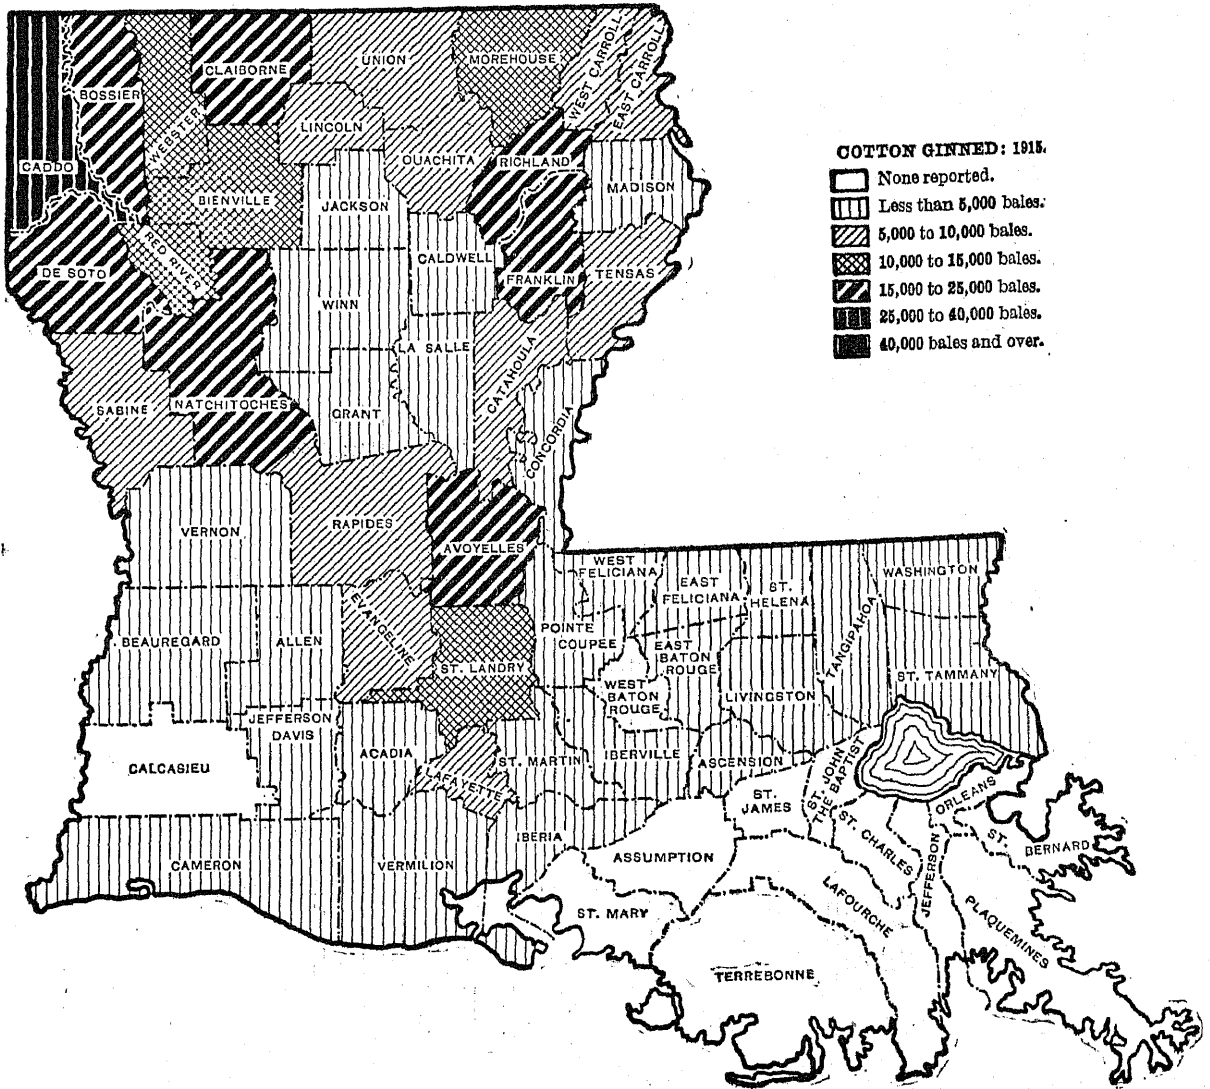 COTTON GINNED: 1915.
None reported.
Less than 5,000 bales.
5,000 to 10,000 bales.
10,000 to 15,000 bales.
15,000 to 25,000 bales.
25,000 to 40,000 bales.
40,000 bales and over.
CADDO
BOSSIER
WEBSTER
CLAIBORNE
UNION
MOREHOUSE
WEST CARROLL
EAST CARROLL
LINCOLN
OUACHITA
RICHLAND
MADISON
BIENVILLE
JACKSON
RED RIVER
DE SOTO
CALDWELL
FRANKLIN
TENSAS
WINN
LA SALLE
CATAHOULA
SABINE
NATCHITOCHES
GRANT
CONCORDIA
VERNON
RAPIDES
AVOYELLES
WEST
FELICIANA
EAST
FELICIANA
ST.
HELENA
TANGIPAHOA
WASHINGTON
BEAUREGARD
ALLEN
EVANGELINE
ST. LANDRY
POINTE
COUPEE
EAST
BATON
ROUGE
WEST
BATON
ROUGE
LIVINGSTON
ST. TAMMANY
CALCASIEU
JEFFERSON
DAVIS
ACADIA
LAFAYETTE
ST. MARTIN
IBERVILLE
ASCENSION
ST.
JAMES
ST. JOHN
THE BAPTIST
ST. CHARLES
ORLEANS
ST. BERNARD
CAMERON
VERMILION
IBERIA
ASSUMPTION
ST. MARY
LAFOURCHE
JEFFERSON
PLAQUEMINES
TERREBONNE